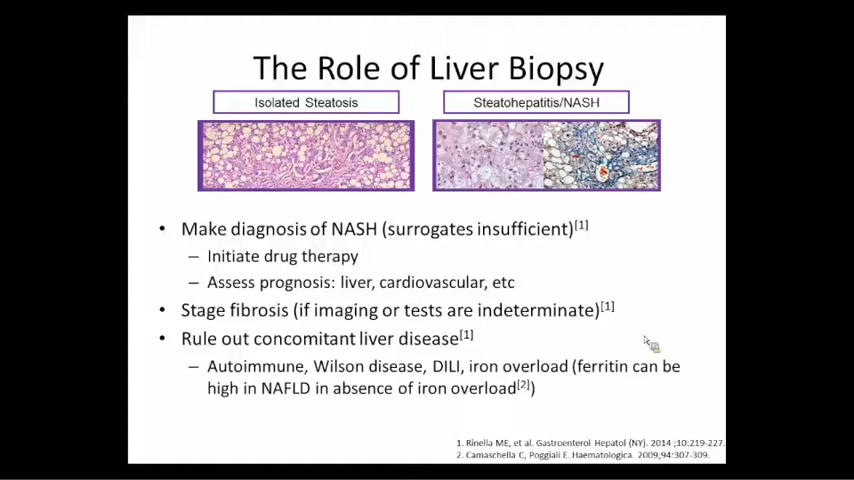 The Role of Liver Biopsy
Isolated Steatosis
Steatohepatitis/NASH
• Make diagnosis of NASH (surrogates insufficient)[1]
– Initiate drug therapy
– Assess prognosis: liver, cardiovascular, etc
• Stage fibrosis (if imaging or tests are indeterminate)[1]
• Rule out concomitant liver disease[1]
– Autoimmune, Wilson disease, DILI, iron overload (ferritin can be
high in NAFLD in absence of iron overload[2])
1. Rinella ME, et al. Gastroenterol Hepatol (NY). 2014 ;10:219-227.
2. Camaschella C, Poggiali E. Haematologica. 2009;94:307-309.